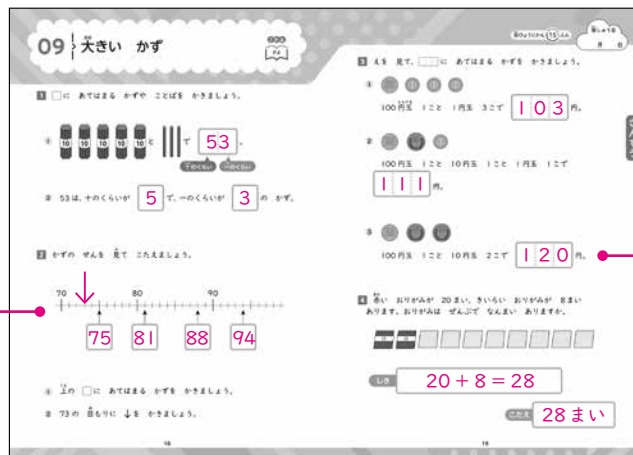 09 大きい かず
1 □に あてはまる かずや ことばを かきましょう。
① 10 10 10 10 10 と で 53 。
十のくらい 一のくらい
② 53は、十のくらいが 5 で、一のくらいが 3 の かず。
2 かずの せんを 見て こたえましょう。
70 80 90
75 81 88 94
① 上の □に あてはまる かずを かきましょう。
② 73の 目もりに ↓を かきましょう。
18
月 日
3 えを 見て、□に あてはまる かずを かきましょう。
①
100円玉 1こと 1円玉 3こで 103 円。
②
100円玉 1こと 10円玉 1こと 1円玉 1こで
111 円。
③
100円玉 1こと 10円玉 2こで 120 円。
4 赤い おりがみが 20まい、きいろい おりがみが 8まい
あります。おりがみは ぜんぶで なんまい ありますか。
しき 20+8=28
こたえ 28まい
19